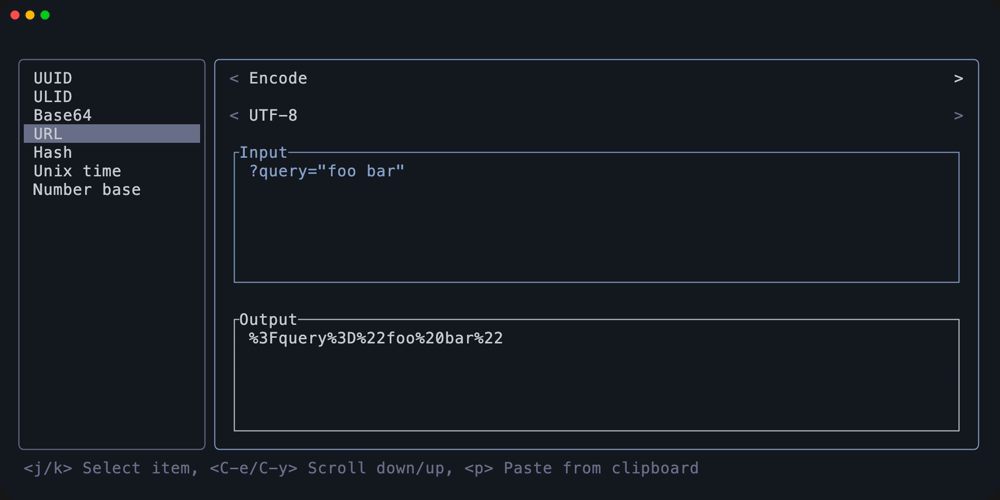 UUID
ULID
Base64
URL
Hash
Unix time
Number base
< Encode >
< UTF-8 >
Input
?query="foo bar"
Output
%3Fquery%3D%22foo%20bar%22
<j/k> Select item, <C-e/C-y> Scroll down/up, <p> Paste from clipboard